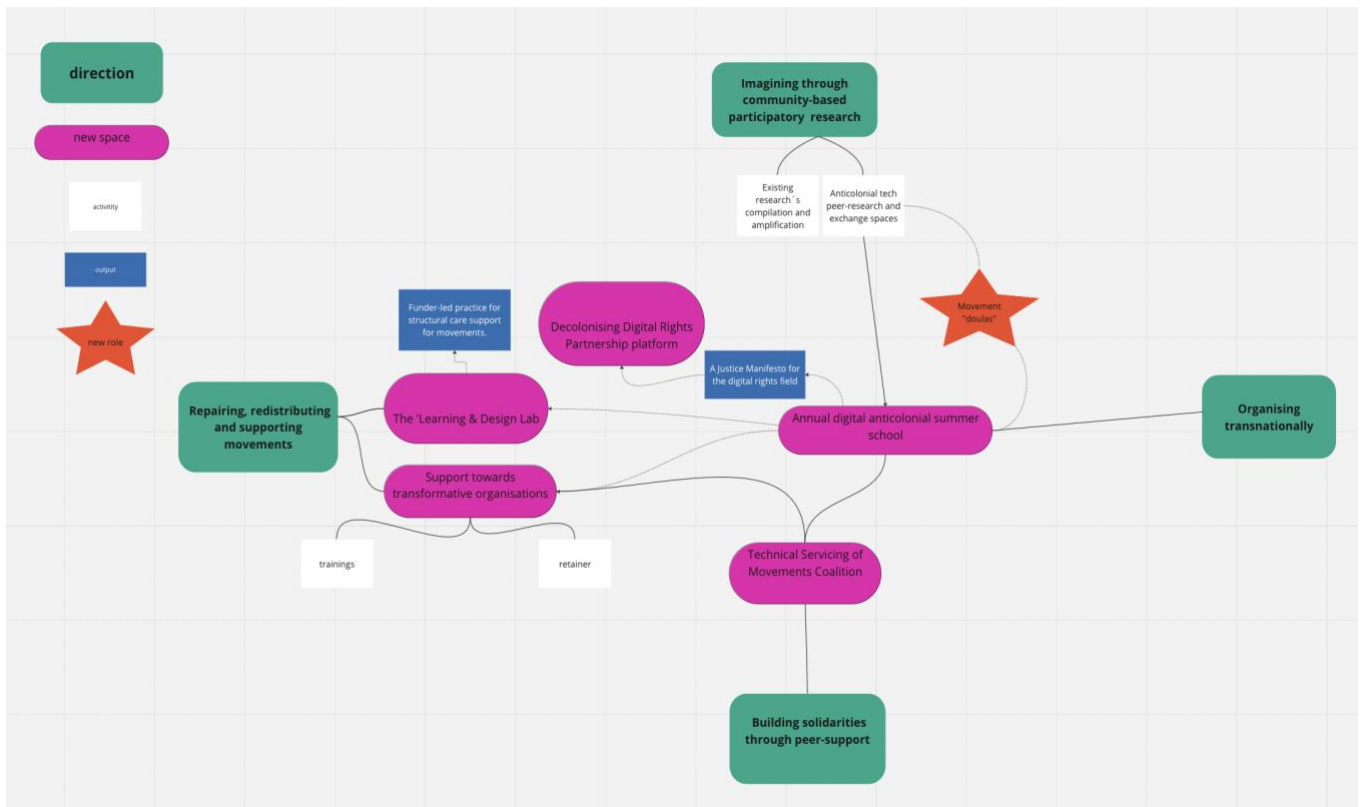 direction
new space
activitity
output
new role
Imagining through
community-based
participatory research
Existing
research´s
compilation and
amplification
Anticolonial tech
peer-research and
exchange spaces
Movement
"doulas"
Funder-led practice for
structural care support
for movements.
Decolonising Digital Rights
Partnership platform
A Justice Manifesto for
the digital rights field
Repairing, redistributing
and supporting
movements
The 'Learning & Design Lab
Annual digital anticolonial summer
school
Organising
transnationally
Support towards
transformative organisations
trainings
retainer
Technical Servicing of
Movements Coalition
Building solidarities
through peer-support